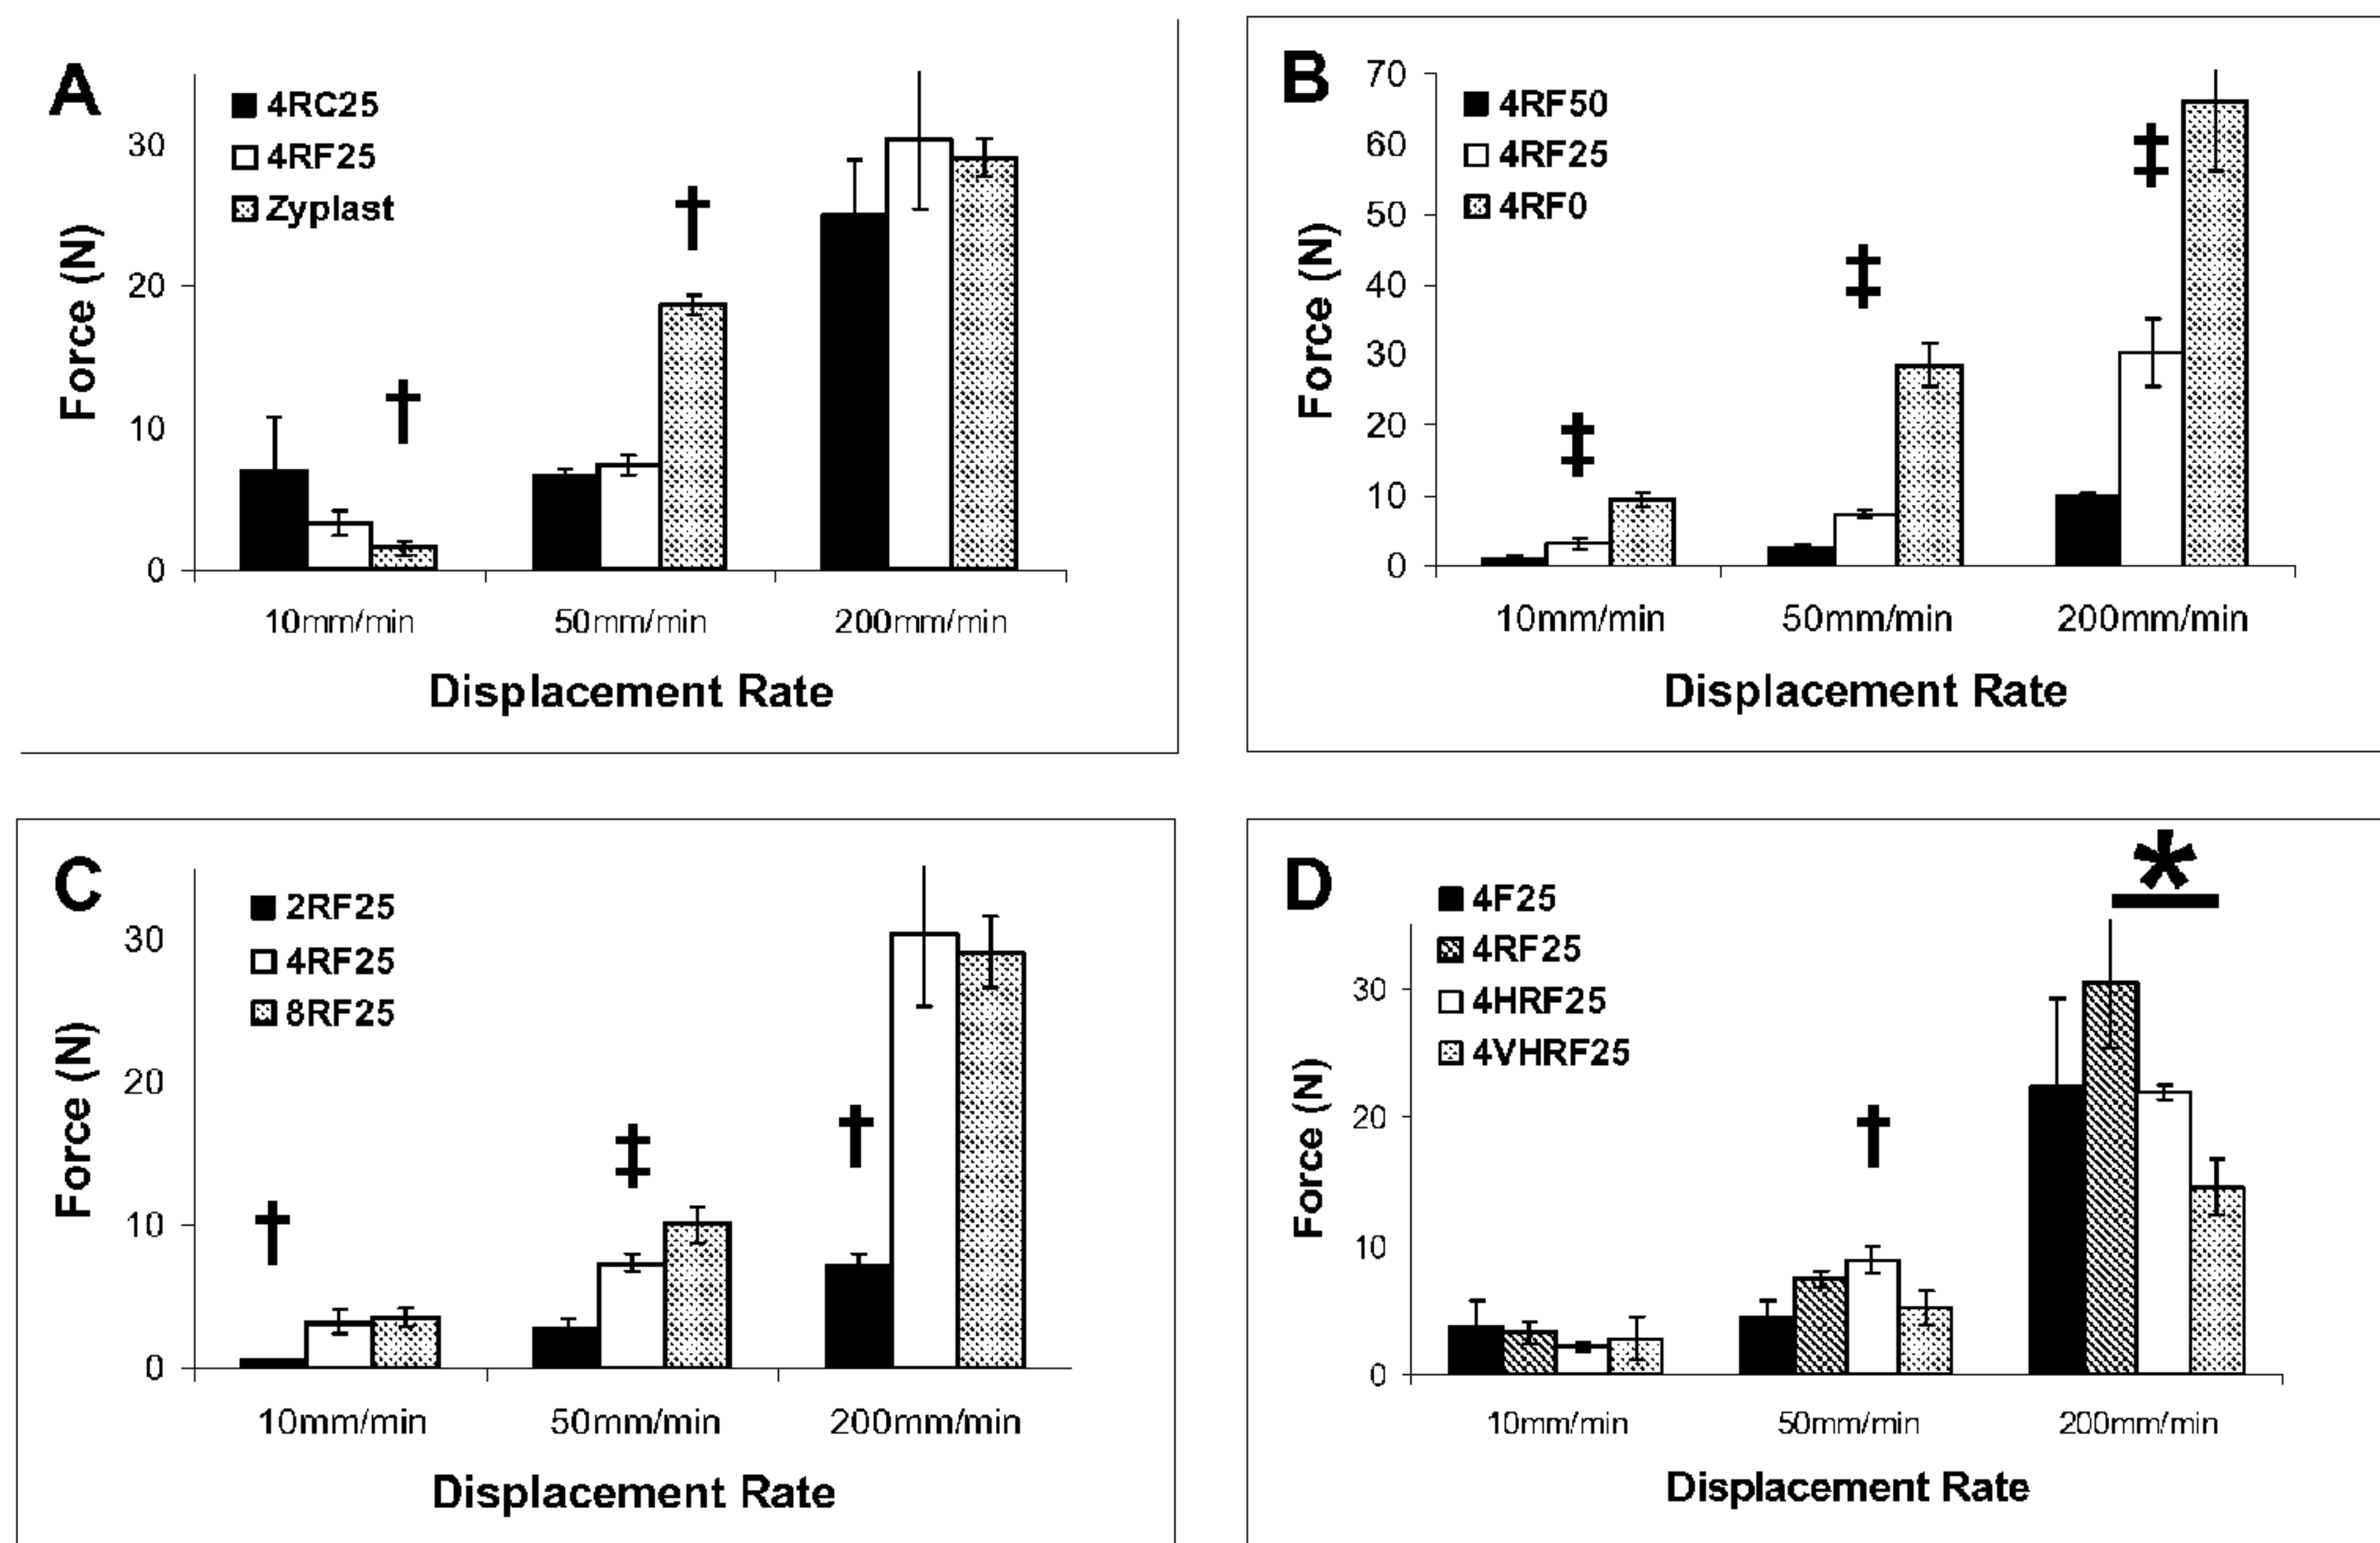 A
4RC25
4RF25
Zyplast
Force (N)
30
20
10
0
†
†
10mm/min 50mm/min 200mm/min
Displacement Rate
B
4RF50
4RF25
4RF0
Force (N)
70
60
50
40
30
20
10
0
‡
‡
‡
10mm/min 50mm/min 200mm/min
Displacement Rate
C
2RF25
4RF25
8RF25
Force (N)
30
20
10
0
†
‡
†
10mm/min 50mm/min 200mm/min
Displacement Rate
D
4F25
4RF25
4HRF25
4VHRF25
Force (N)
30
20
10
0
†
*
10mm/min 50mm/min 200mm/min
Displacement Rate